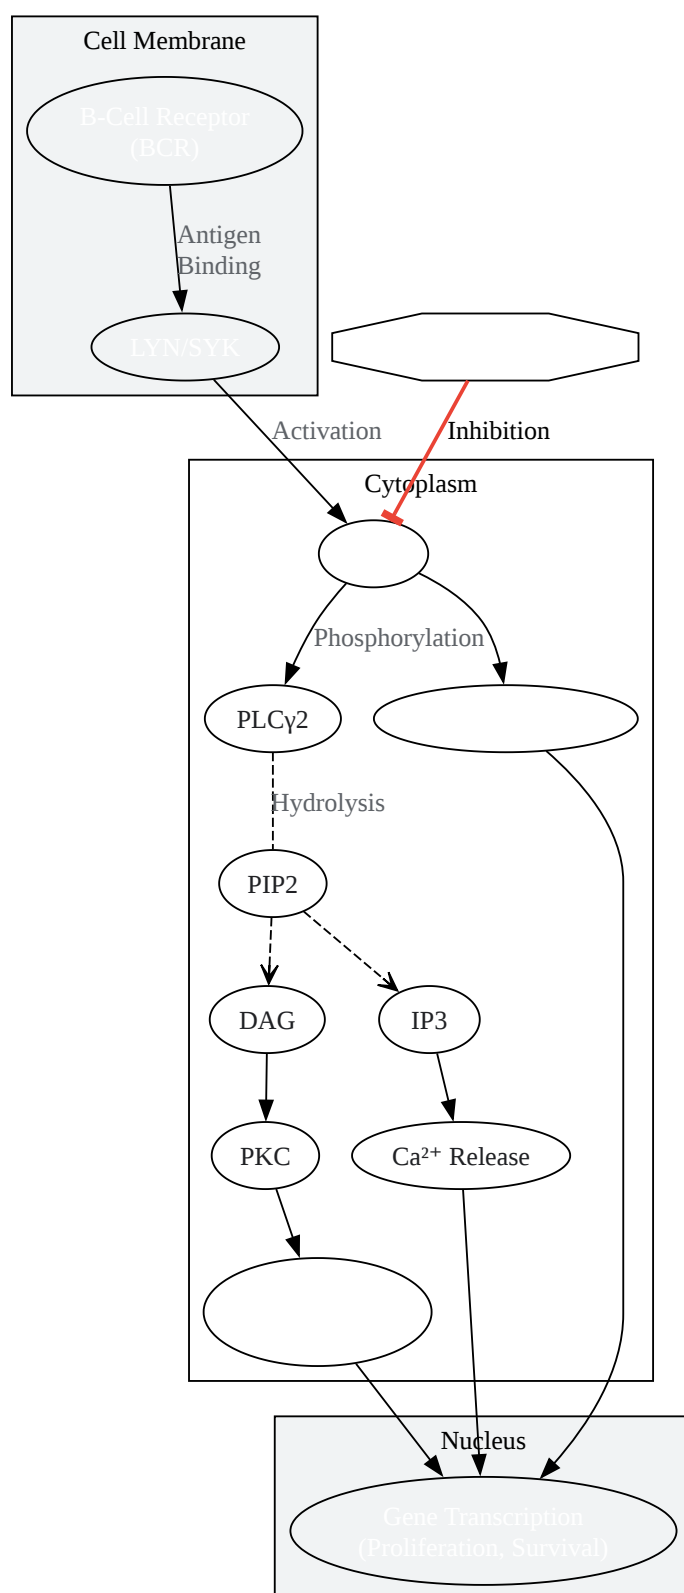 Cell Membrane
B-Cell Receptor
(BCR)
Antigen
Binding
LYN/SYK
Activation
Inhibition
Cytoplasm
Phosphorylation
PLCγ2
Hydrolysis
PIP2
DAG
IP3
PKC
Ca²⁺ Release
Nucleus
Gene Transcription
(Proliferation, Survival)